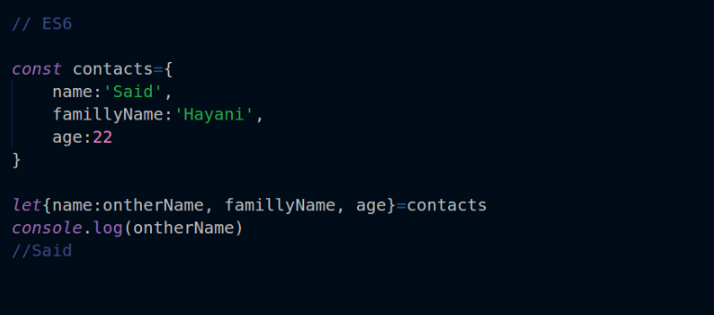 // ES6
const contacts={
name:'Said',
famillyName:'Hayani',
age:22
}
let{name:ontherName, famillyName, age}=contacts
console.log(ontherName)
//Said